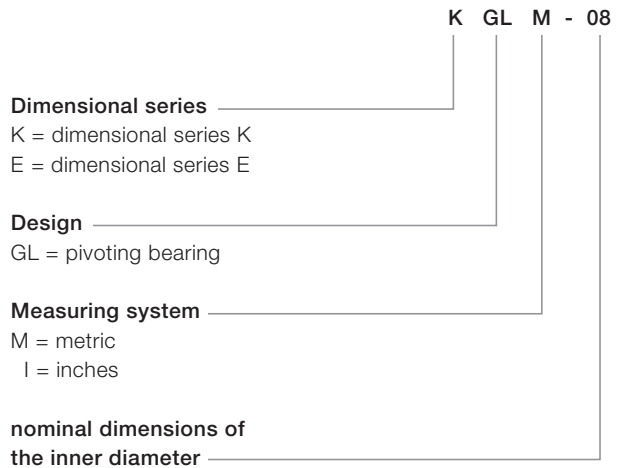 K GL M - 08
Dimensional series
K = dimensional series K
E = dimensional series E
Design
GL = pivoting bearing
Measuring system
M = metric
I = inches
nominal dimensions of
the inner diameter